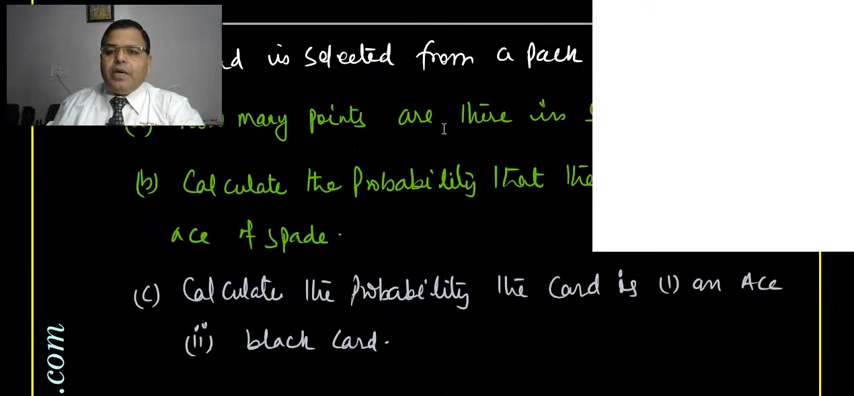 is selected from a pack
many points are there in
(b) Calculate the Probability that the
ace of spade.
(c) Calculate the Probability the Card is (i) an Ace
(ii) black Card.
.com